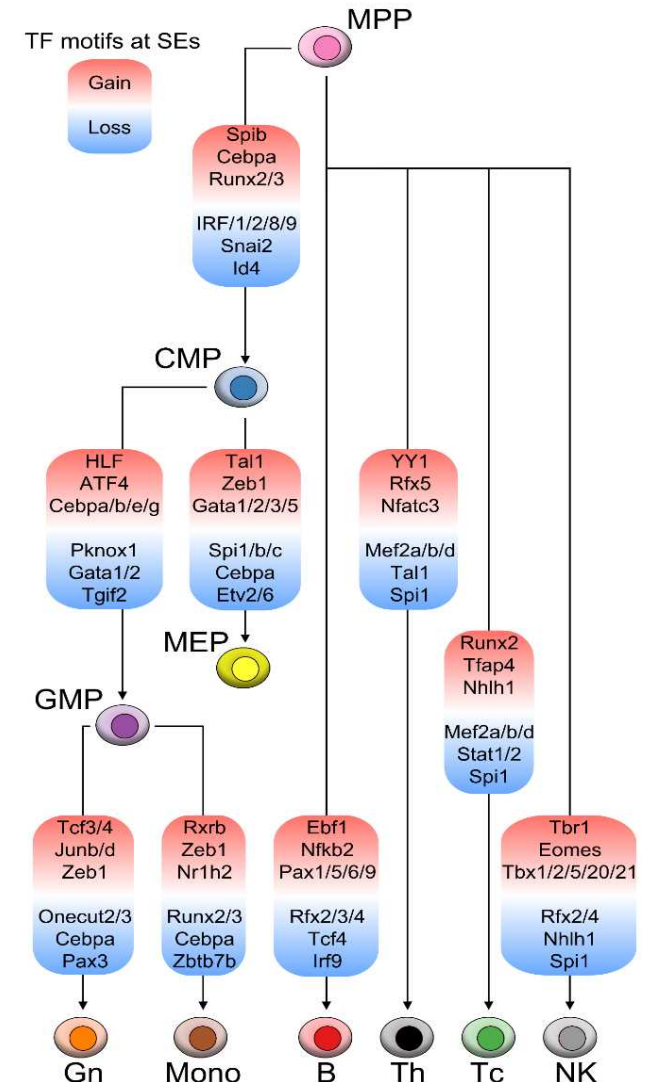 MPP
TF motifs at SEs
Gain
Loss
Spib
Cebpa
Runx2/3
IRF/1/2/8/9
Snai2
Id4
CMP
HLF
ATF4
Cebpa/b/e/g
Pknox1
Gata1/2
Tgif2
Tal1
Zeb1
Gata1/2/3/5
Spi1/b/c
Cebpa
Etv2/6
YY1
Rfx5
Nfatc3
Mef2a/b/d
Tal1
Spi1
MEP
Runx2
Tfap4
Nhlh1
Mef2a/b/d
Stat1/2
Spi1
GMP
Tcf3/4
Junb/d
Zeb1
Onecut2/3
Cebpa
Pax3
Rxrb
Zeb1
Nr1h2
Runx2/3
Cebpa
Zbtb7b
Ebf1
Nfkb2
Pax1/5/6/9
Rfx2/3/4
Tcf4
Irf9
Tbr1
Eomes
Tbx1/2/5/20/21
Rfx2/4
Nhlh1
Spi1
Gn Mono B Th Tc NK